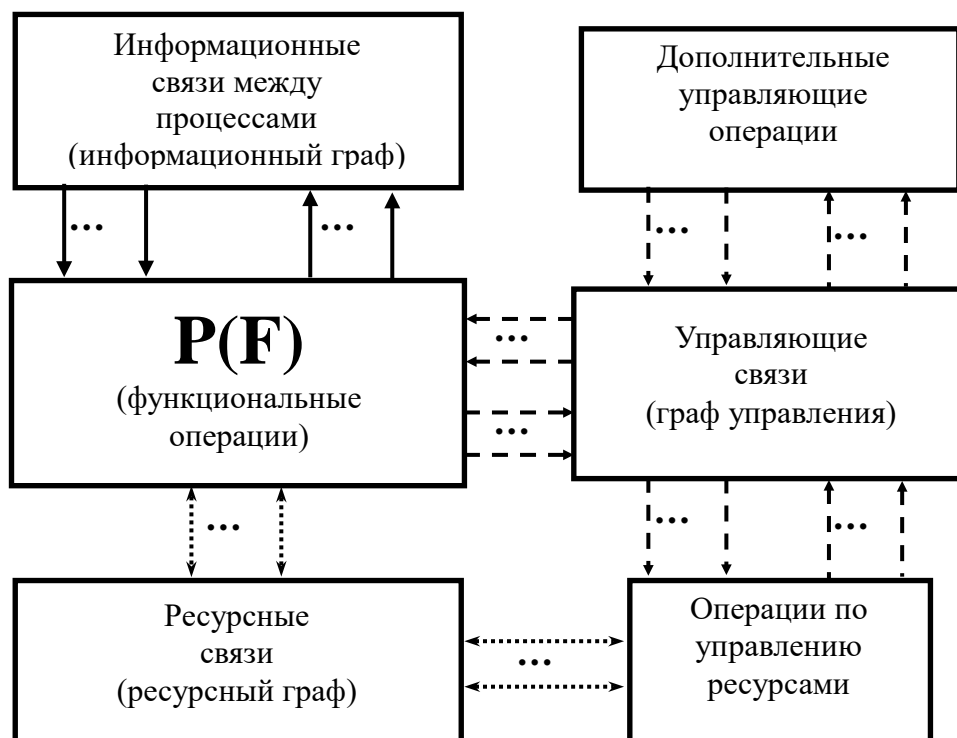 Информационные
связи между
процессами
(информационный граф)
Дополнительные
управляющие
операции
...
...
...
...
P(F)
(функциональные
операции)
...
...
Управляющие
связи
(граф управления)
...
...
...
Ресурсные
связи
(ресурсный граф)
...
Операции по
управлению
ресурсами